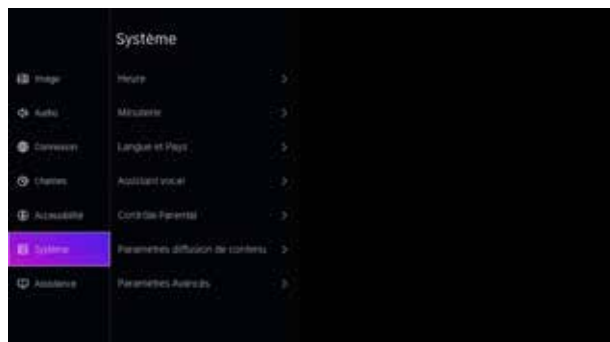 Système
Image
Heure
Audio
Minuterie
Connexion
Langue et Pays
Chaînes
Assistant vocal
Accessibilité
Contrôle Parental
Système
Paramètres diffusion de contenu
Assistance
Paramètres Avancés